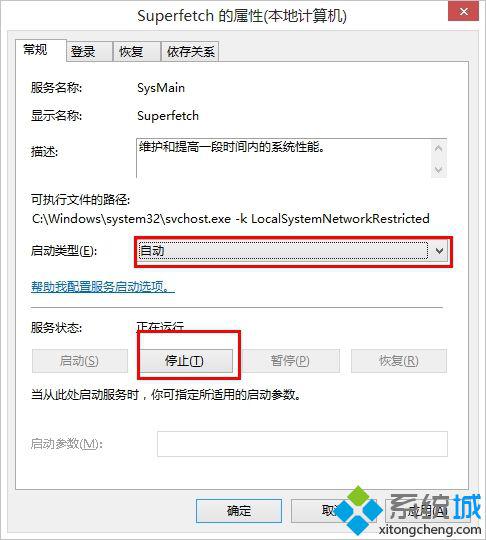 Superfetch 的属性(本地计算机)
常规 登录 恢复 依存关系
服务名称: SysMain
显示名称: Superfetch
描述: 维护和提高一段时间内的系统性能。
可执行文件的路径:
C:\Windows\system32\svchost.exe -k LocalSystemNetworkRestricted
启动类型(E): 自动
帮助我配置服务启动选项。
服务状态: 正在运行
启动(S) 停止(T) 暂停(P) 恢复(R)
当从此处启动服务时，你可指定所适用的启动参数。
启动参数(M):
确定 取 应用(A)
系统城
xitongcheng.com